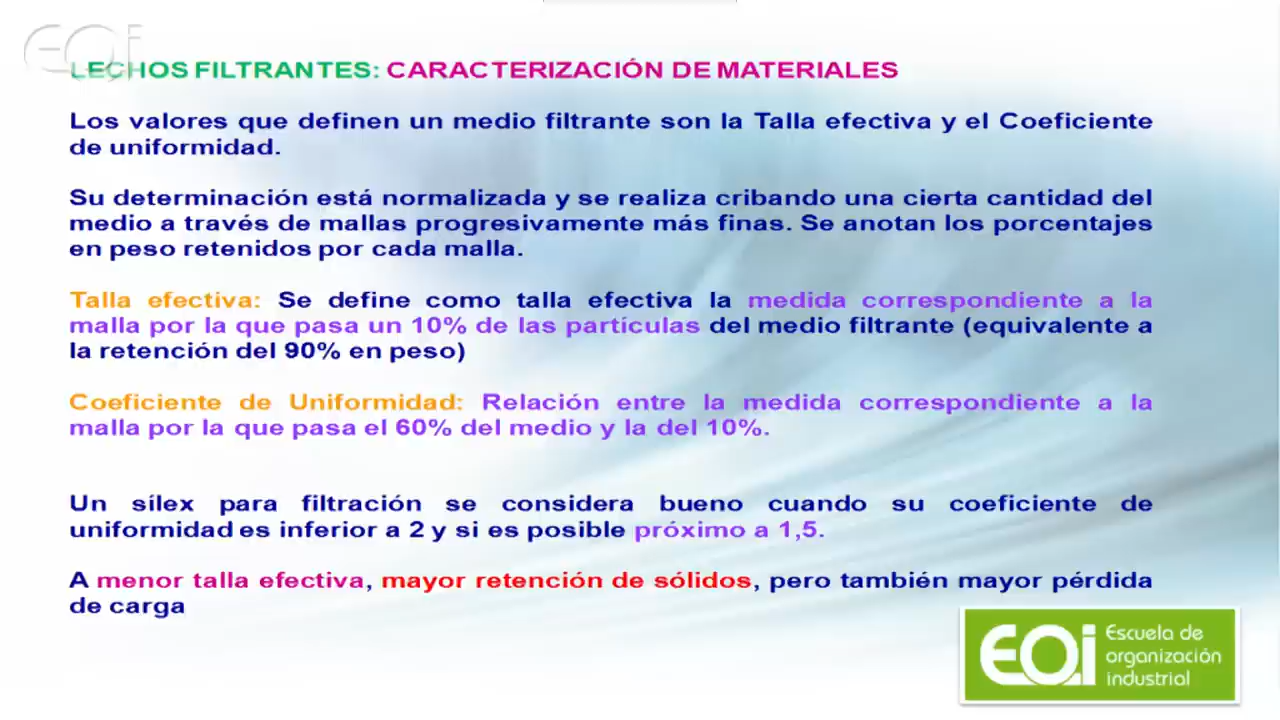 EOi
LECHOS FILTRANTES: CARACTERIZACIÓN DE MATERIALES
Los valores que definen un medio filtrante son la Talla efectiva y el Coeficiente
de uniformidad.
Su determinación está normalizada y se realiza cribando una cierta cantidad del
medio a través de mallas progresivamente más finas. Se anotan los porcentajes
en peso retenidos por cada malla.
Talla efectiva: Se define como talla efectiva la medida correspondiente a la
malla por la que pasa un 10% de las partículas del medio filtrante (equivalente a
la retención del 90% en peso)
Coeficiente de Uniformidad: Relación entre la medida correspondiente a la
malla por la que pasa el 60% del medio y la del 10%.
Un sílex para filtración se considera bueno cuando su coeficiente de
uniformidad es inferior a 2 y si es posible próximo a 1,5.
A menor talla efectiva, mayor retención de sólidos, pero también mayor pérdida
de carga
EOi
Escuela de
organización
industrial